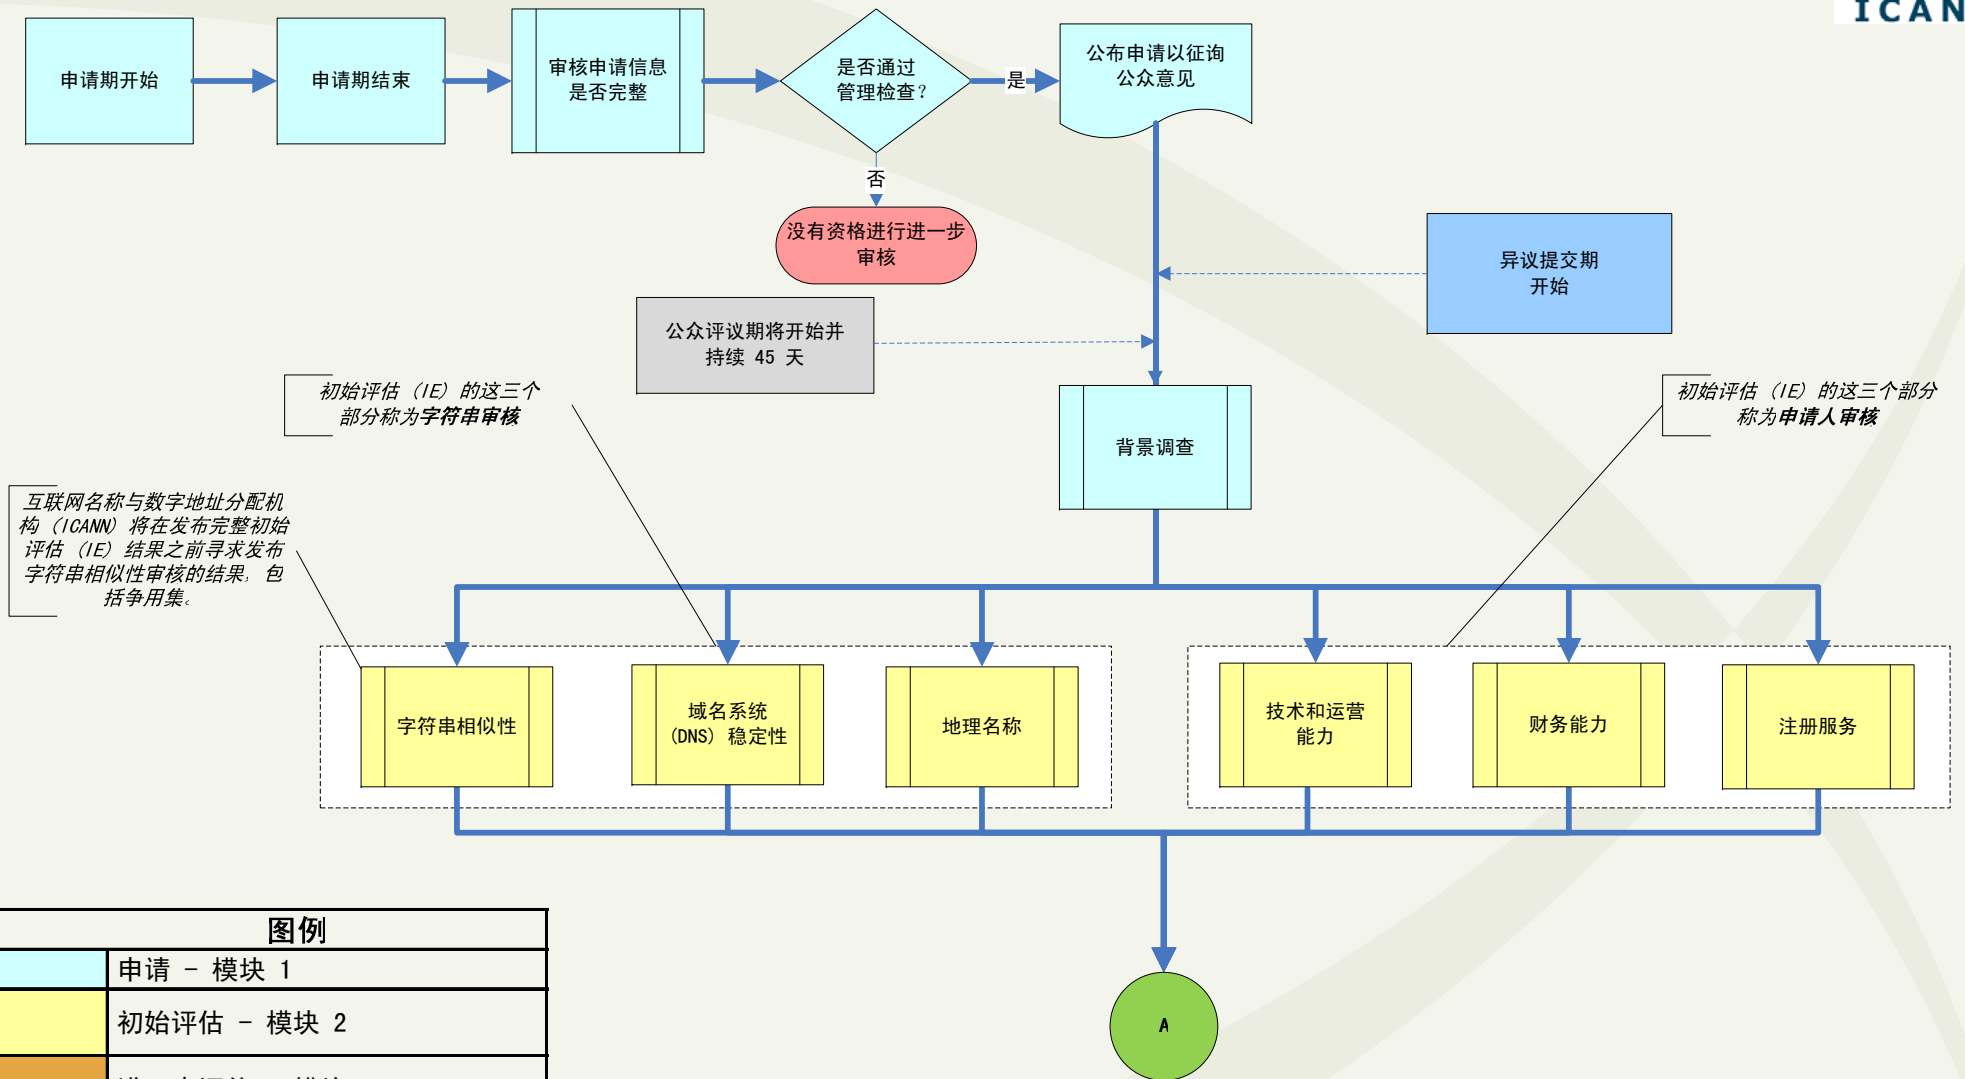 ICAN
申请期开始
申请期结束
审核申请信息
是否完整
是否通过
管理检查？
是
公布申请以征询
公众意见
否
没有资格进行进一步
审核
异议提交期
开始
公众评议期将开始并
持续 45 天
初始评估（IE）的这三个
部分称为字符串审核
初始评估（IE）的这三个部分
称为申请人审核
背景调查
互联网名称与数字地址分配机
构（ICANN）将在发布完整初始
评估（IE）结果之前寻求发布
字符串相似性审核的结果，包
括争用集。
字符串相似性
域名系统
(DNS) 稳定性
地理名称
技术和运营
能力
财务能力
注册服务
A
图例
申请 - 模块 1
初始评估 - 模块 2